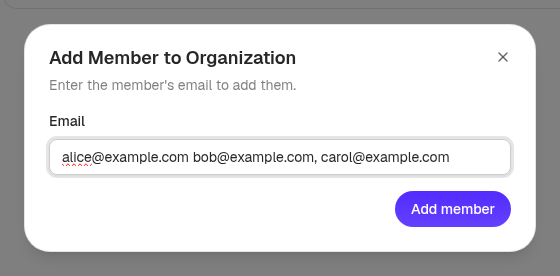 Add Member to Organization
Enter the member's email to add them.
Email
alice@example.com bob@example.com, carol@example.com
Add member